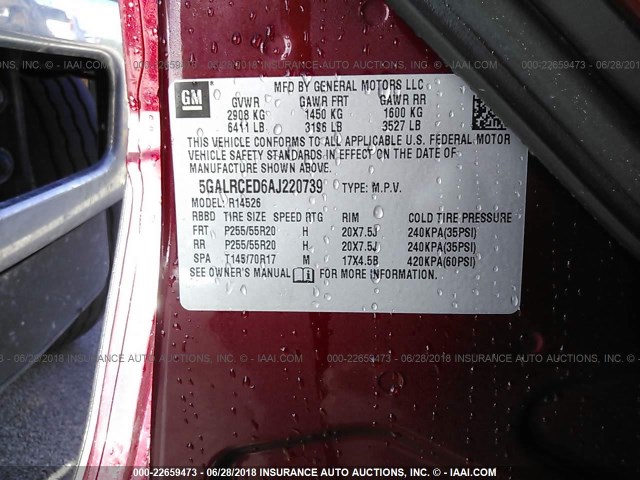 000-22659473 - 06/28/2018 INSURANCE AUTO AUCTIONS - © - IAAI.COM
GM
MFD BY GENERAL MOTORS LLC
GVWR GAWR FRT GAWR RR
2908 KG 1450 KG 1600 KG
6411 LB 3196 LB 3527 LB
THIS VEHICLE CONFORMS TO ALL APPLICABLE U.S. FEDERAL MOTOR
VEHICLE SAFETY STANDARDS IN EFFECT ON THE DATE OF
MANUFACTURE SHOWN ABOVE.
5GALRCED6AJ220739 TYPE: M.P.V.
MODEL: R14526
RBBD TIRE SIZE SPEED RTG RIM COLD TIRE PRESSURE
FRT P255/55R20 H 20X7.5J 240KPA(35PSI)
RR P255/55R20 H 20X7.5J 240KPA(35PSI)
SPA T145/70R17 M 17X4.5B 420KPA(60PSI)
SEE OWNER'S MANUAL FOR MORE INFORMATION.
000-22659473 - 06/28/2018 INSURANCE AUTO AUCTIONS - © - IAAI.COM
000-22659473 - 06/28/2018 INSURANCE AUTO AUCTIONS - © - IAAI.COM